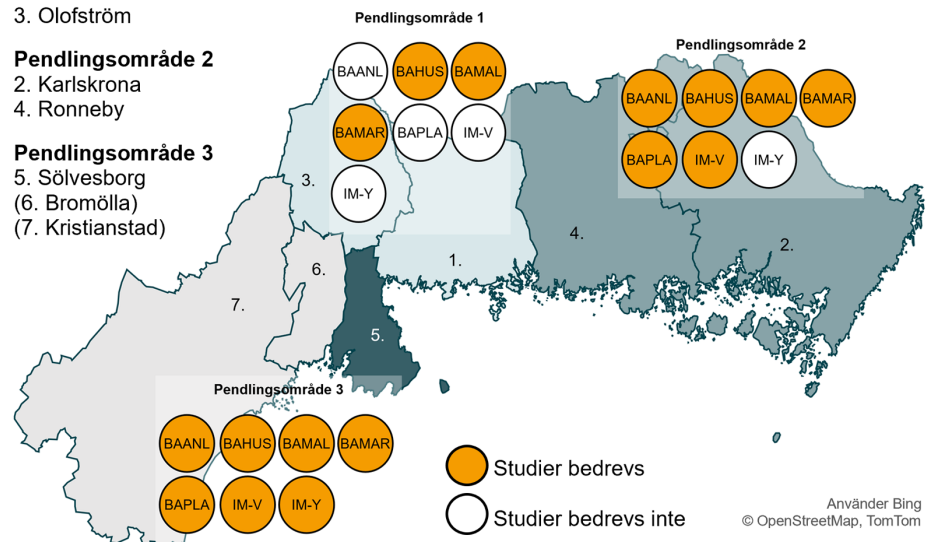 3. Olofström
Pendlingsområde 2
2. Karlskrona
4. Ronneby
Pendlingsområde 3
5. Sölvesborg
(6. Bromölla)
(7. Kristianstad)
Pendlingsområde 1
BAANL BAHUS BAMAL
BAMAR BAPLA IM-V
IM-Y
Pendlingsområde 2
BAANL BAHUS BAMAL BAMAR
BAPLA IM-V IM-Y
3.
4.
2.
1.
6.
7.
5.
Pendlingsområde 3
BAANL BAHUS BAMAL BAMAR
BAPLA IM-V IM-Y
Studier bedrevs
Studier bedrevs inte
Använder Bing
© OpenStreetMap, TomTom